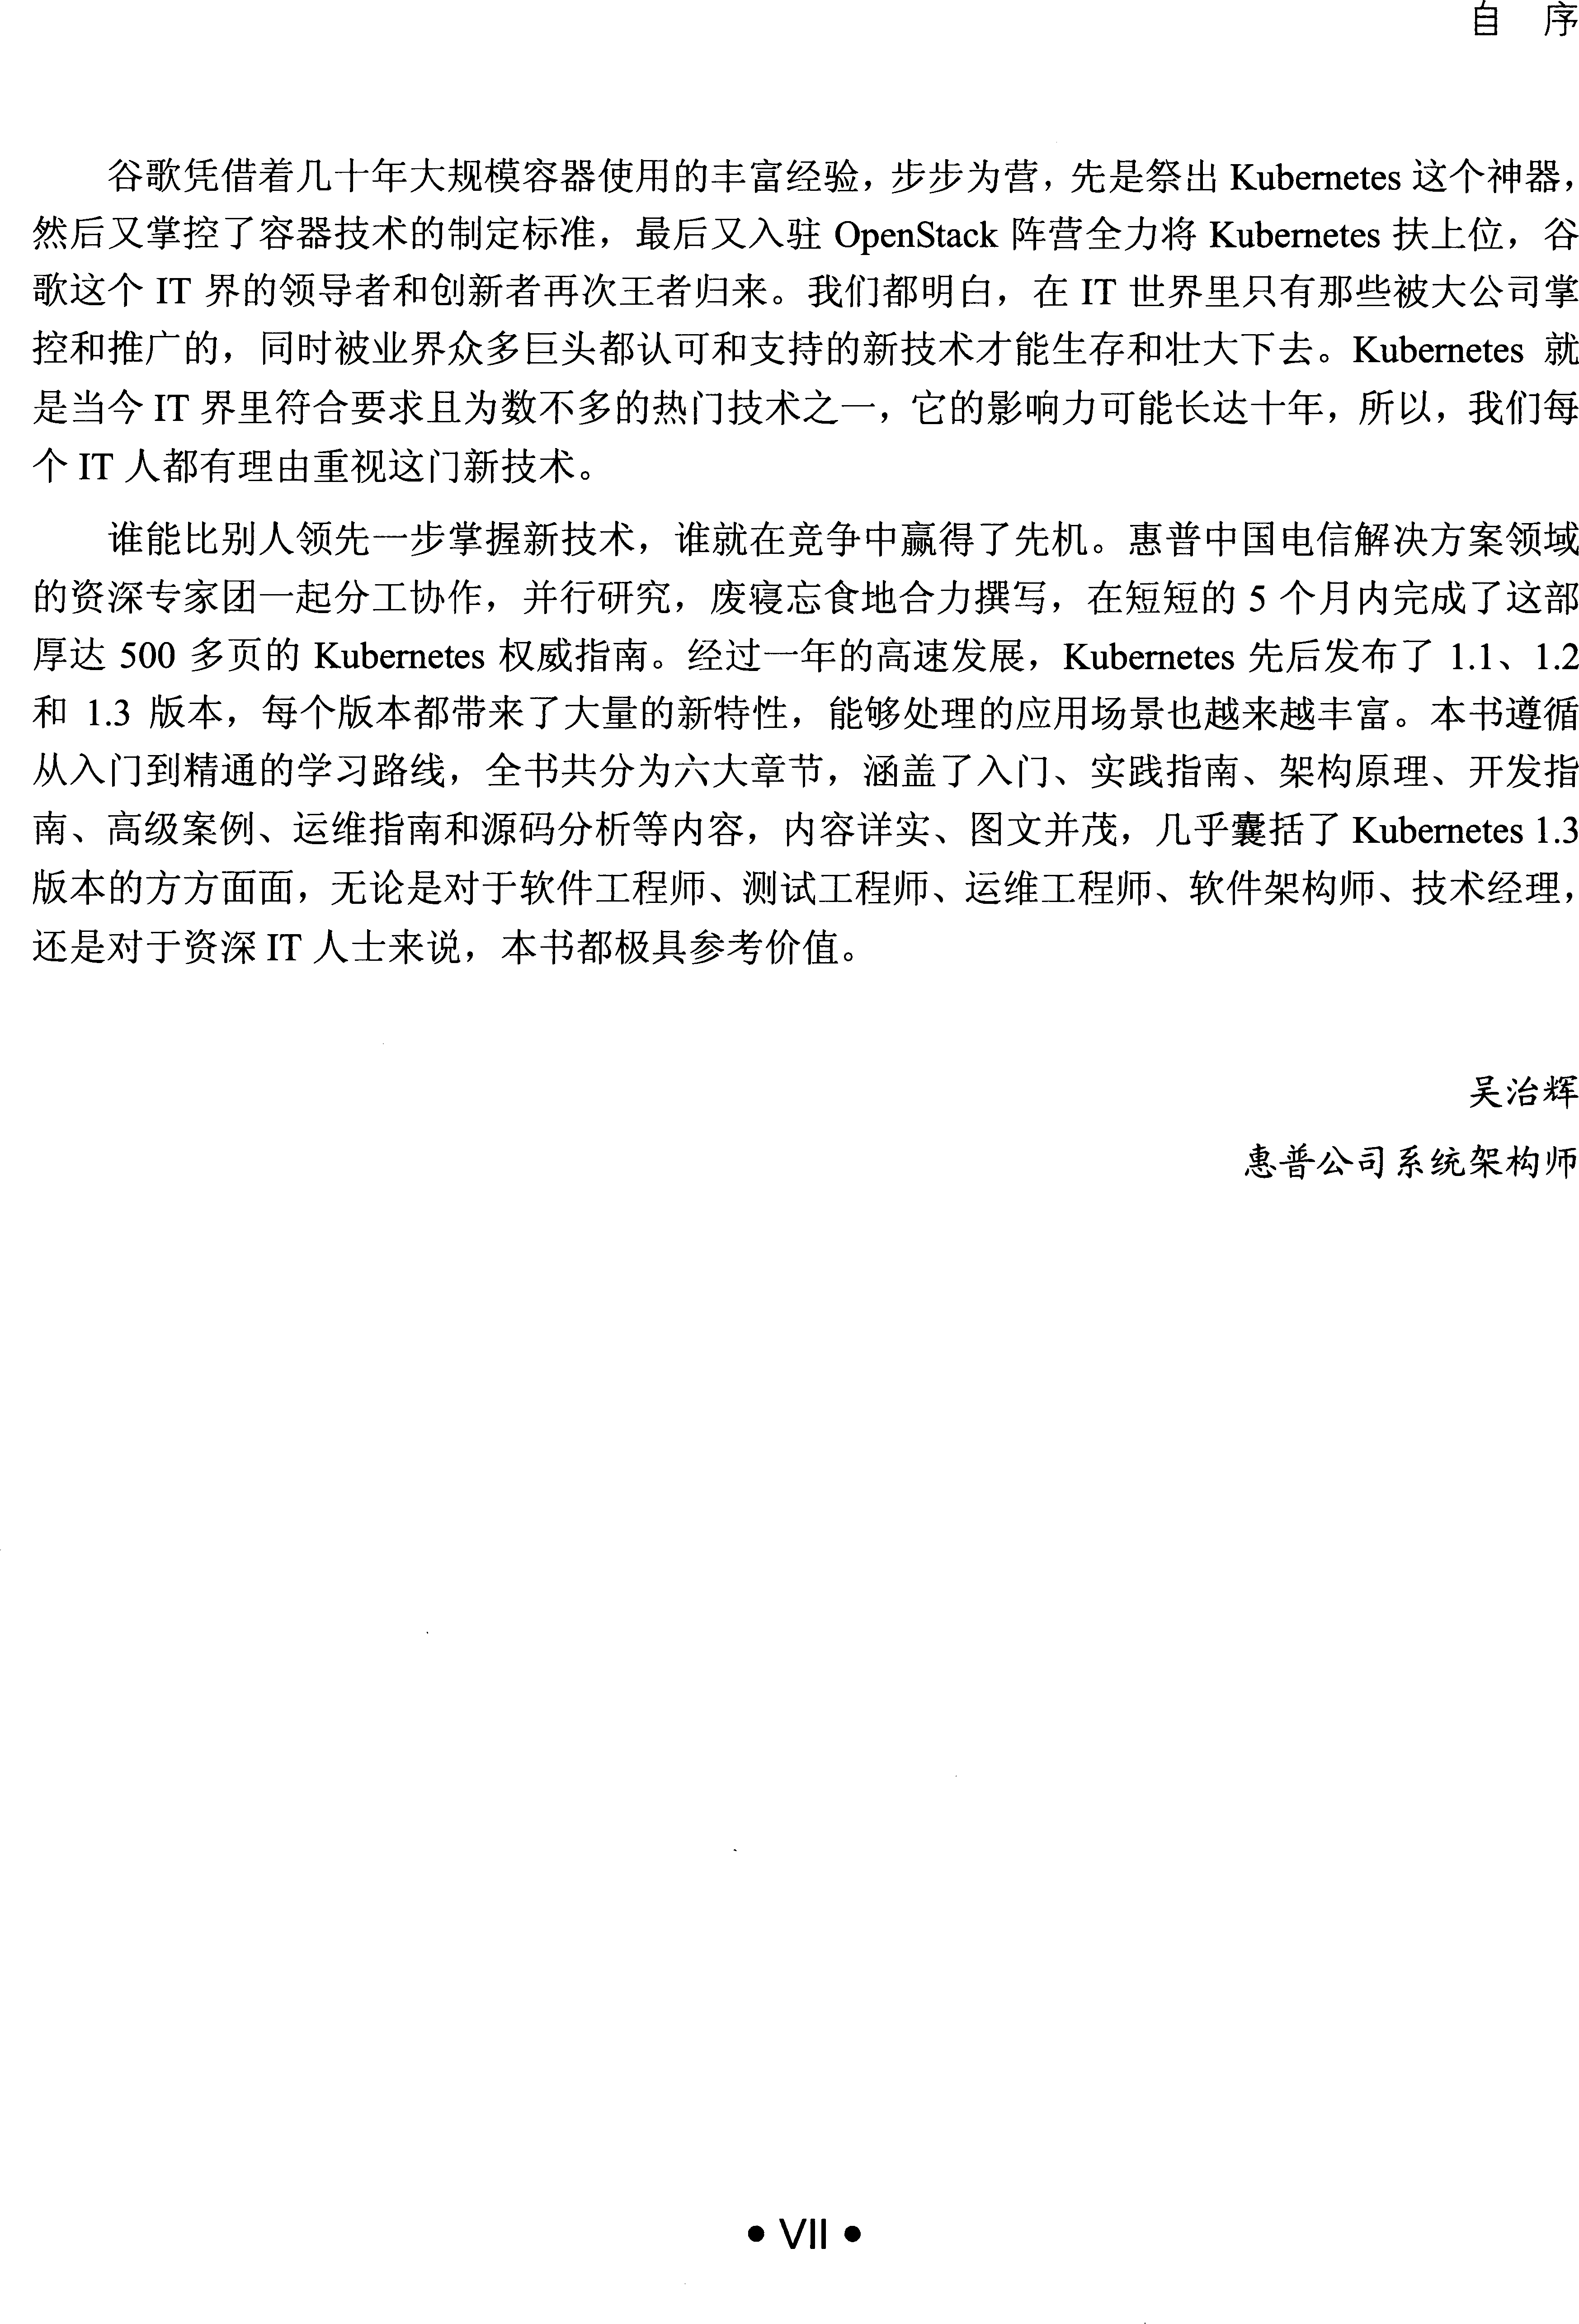 自 序
谷歌凭借着几十年大规模容器使用的丰富经验，步步为营，先是祭出 Kubernetes 这个神器，
然后又掌控了容器技术的制定标准，最后又入驻 OpenStack 阵营全力将 Kubernetes 扶上位，谷
歌这个 IT 界的领导者和创新者再次王者归来。我们都明白，在 IT 世界里只有那些被大公司掌
控和推广的，同时被业界众多巨头都认可和支持的新技术才能生存和壮大下去。Kubernetes 就
是当今 IT 界里符合要求且为数不多的热门技术之一，它的影响力可能长达十年，所以，我们每
个 IT 人都有理由重视这门新技术。
谁能比别人领先一步掌握新技术，谁就在竞争中赢得了先机。惠普中国电信解决方案领域
的资深专家团一起分工协作，并行研究，废寝忘食地合力撰写，在短短的 5 个月内完成了这部
厚达 500 多页的 Kubernetes 权威指南。经过一年的高速发展，Kubernetes 先后发布了 1.1、1.2
和 1.3 版本，每个版本都带来了大量的新特性，能够处理的应用场景也越来越丰富。本书遵循
从入门到精通的学习路线，全书共分为六大章节，涵盖了入门、实践指南、架构原理、开发指
南、高级案例、运维指南和源码分析等内容，内容详实、图文并茂，几乎囊括了 Kubernetes 1.3
版本的方方面面，无论是对于软件工程师、测试工程师、运维工程师、软件架构师、技术经理，
还是对于资深 IT 人士来说，本书都极具参考价值。
吴治辉
惠普公司系统架构师
• VII •